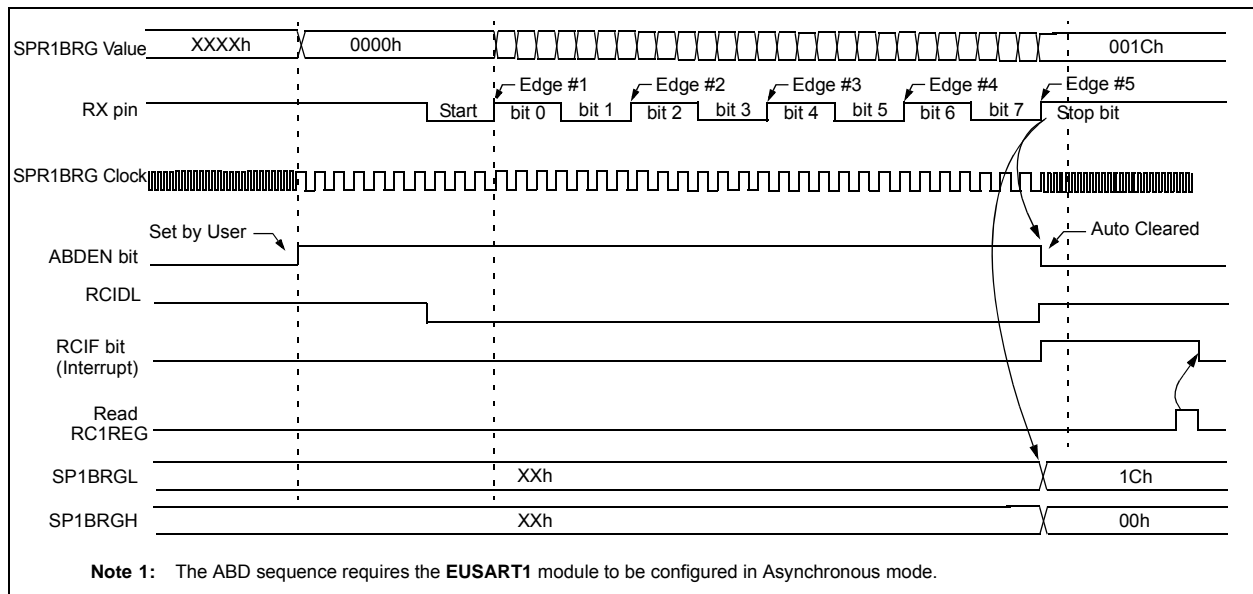 SPR1BRG Value XXXXh 0000h 001Ch
Edge #1 Edge #2 Edge #3 Edge #4 Edge #5
RX pin Start bit 0 bit 1 bit 2 bit 3 bit 4 bit 5 bit 6 bit 7 Stop bit
SPR1BRG Clock
Set by User Auto Cleared
ABDEN bit
RCIDL
RCIF bit
(Interrupt)
Read
RC1REG
SP1BRGL XXh 1Ch
SP1BRGH XXh 00h
Note 1: The ABD sequence requires the EUSART1 module to be configured in Asynchronous mode.